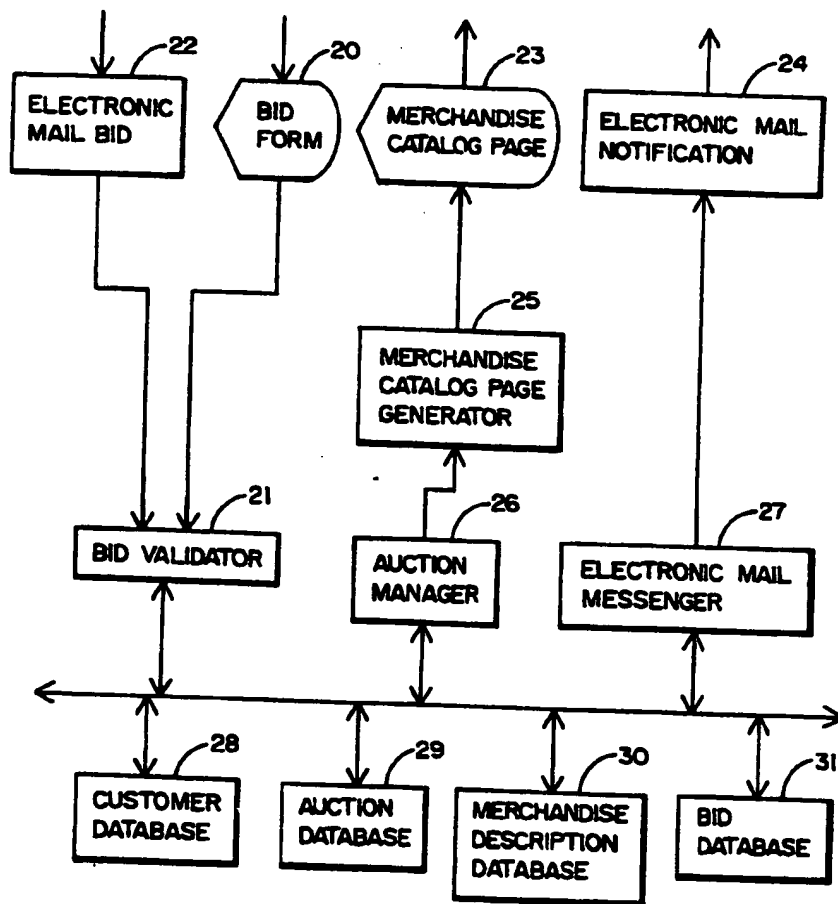 22
20
23
24
ELECTRONIC
MAIL BID
BID
FORM
MERCHANDISE
CATALOG PAGE
ELECTRONIC MAIL
NOTIFICATION
25
MERCHANDISE
CATALOG PAGE
GENERATOR
21
26
27
BID VALIDATOR
AUCTION
MANAGER
ELECTRONIC MAIL
MESSENGER
28
29
30
31
CUSTOMER
DATABASE
AUCTION
DATABASE
MERCHANDISE
DESCRIPTION
DATABASE
BID
DATABASE